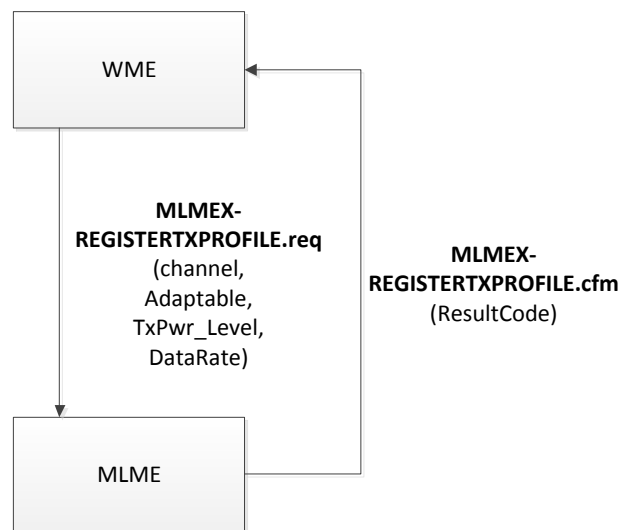 WME
MLMEX-
REGISTERTXPROFILE.req
(channel,
Adaptable,
TxPwr_Level,
DataRate)
MLMEX-
REGISTERTXPROFILE.cfm
(ResultCode)
MLME